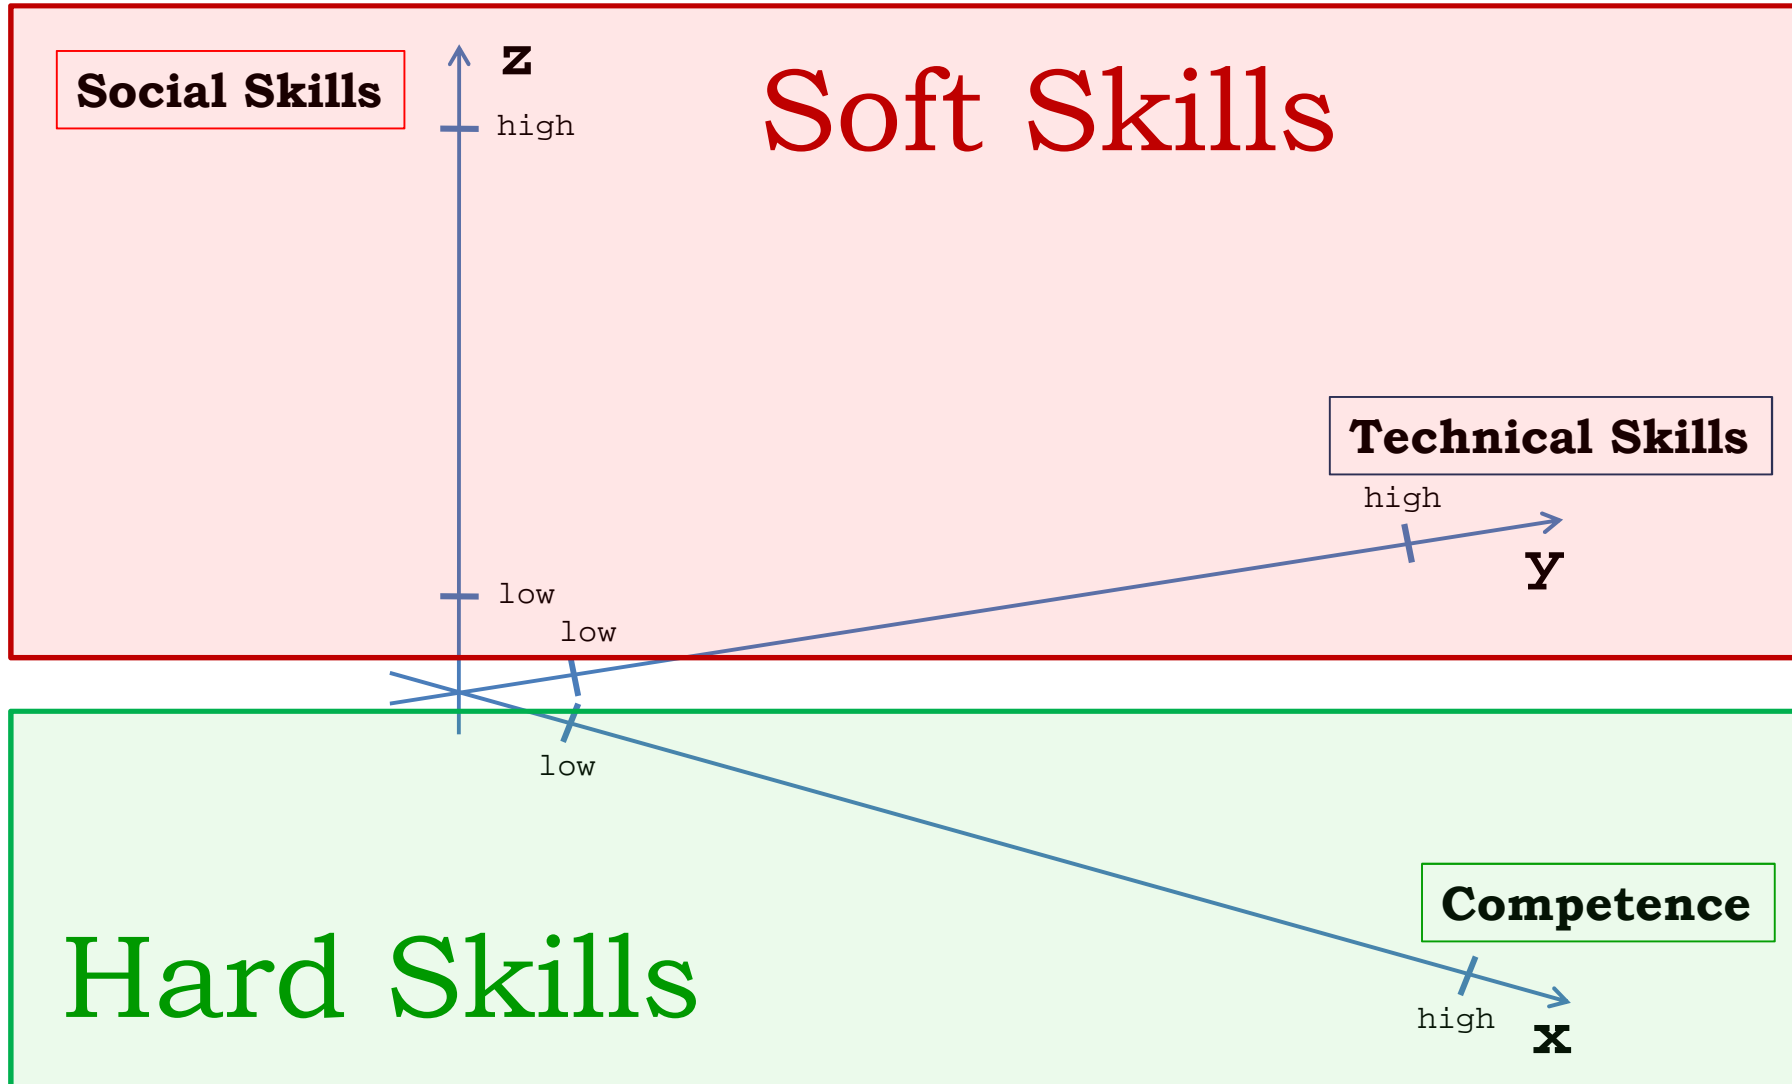 Social Skills
z
Soft Skills
high
Technical Skills
high
y
low
low
low
Competence
Hard Skills
high
x